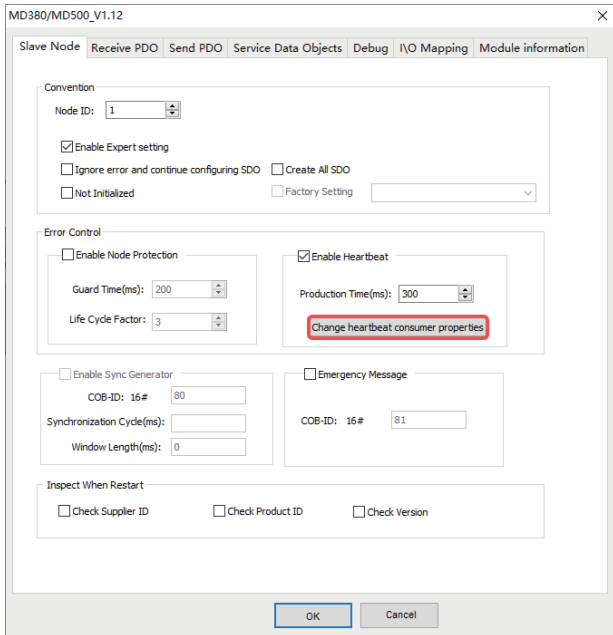 MD380/MD500_V1.12
Slave Node Receive PDO Send PDO Service Data Objects Debug I\O Mapping Module information
Convention
Node ID: 1
Enable Expert setting
Ignore error and continue configuring SDO Create All SDO
Not Initialized Factory Setting
Error Control
Enable Node Protection Enable Heartbeat
Guard Time(ms): 200 Production Time(ms): 300
Life Cycle Factor: 3 Change heartbeat consumer properties
Enable Sync Generator Emergency Message
COB-ID: 16# 80
Synchronization Cycle(ms): COB-ID: 16# 81
Window Length(ms): 0
Inspect When Restart
Check Supplier ID Check Product ID Check Version
OK Cancel